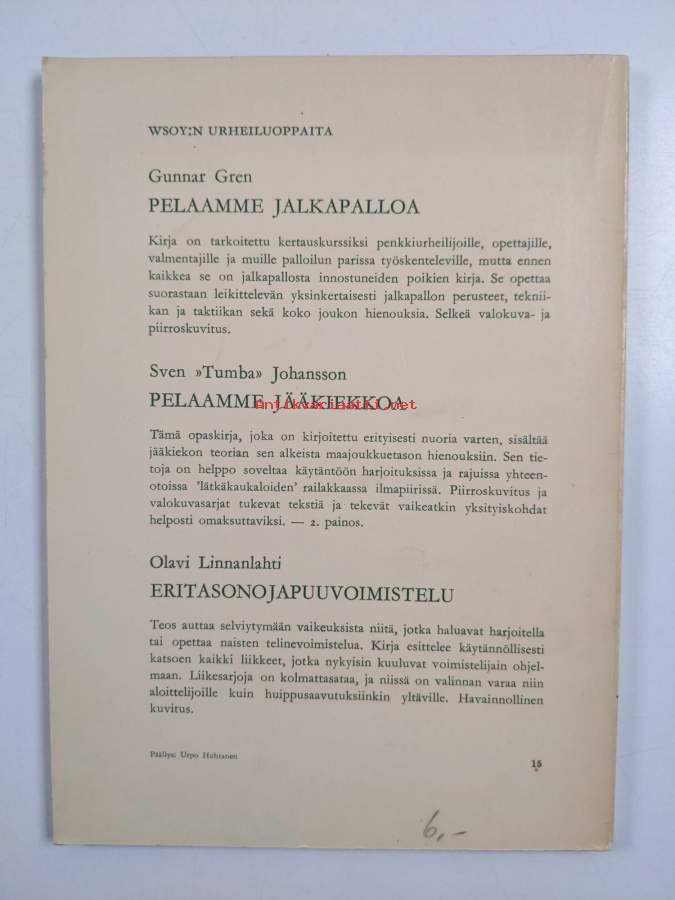 WSOY:N URHEILUOPPAITA
Gunnar Gren
PELAAMME JALKAPALLOA
Kirja on tarkoitettu kertauskurssiksi penkkiurheilijoille, opettajille,
valmentajille ja muille palloilun parissa työskenteleville, mutta ennen
kaikkea se on jalkapallosta innostuneiden poikien kirja. Se opettaa
suorastaan leikittelevän yksinkertaisesti jalkapallon perusteet, teknii-
kan ja taktiikan sekä koko joukon hienouksia. Selkeä valokuva- ja
piirroskuvitus.
Sven »Tumba» Johansson
PELAAMME JÄÄKIEKKOA
antikvariaatti.net
Tämä opaskirja, joka on kirjoitettu erityisesti nuoria varten, sisältää
jääkiekon teorian sen alkeista maajoukkuetason hienouksiin. Sen tie-
toja on helppo soveltaa käytäntöön harjoituksissa ja rajuissa yhteen-
otoissa 'lätkäkaukaloiden' railakkaassa ilmapiirissä. Piirroskuvitus ja
valokuvasarjat tukevat tekstiä ja tekevät vaikeatkin yksityiskohdat
helposti omaksuttaviksi. — 2. painos.
Olavi Linnanlahti
ERITASONOJAPUUVOIMISTELU
Teos auttaa selviytymään vaikeuksista niitä, jotka haluavat harjoitella
tai opettaa naisten telinevoimistelua. Kirja esittelee käytännöllisesti
katsoen kaikki liikkeet, jotka nykyisin kuuluvat voimistelijain ohjel-
maan. Liikesarjoja on kolmattasataa, ja niissä on valinnan varaa niin
aloittelijoille kuin huippusaavutuksiinkin yltäville. Havainnollinen
kuvitus.
Päällys: Urpo Huhtanen
15
6,-